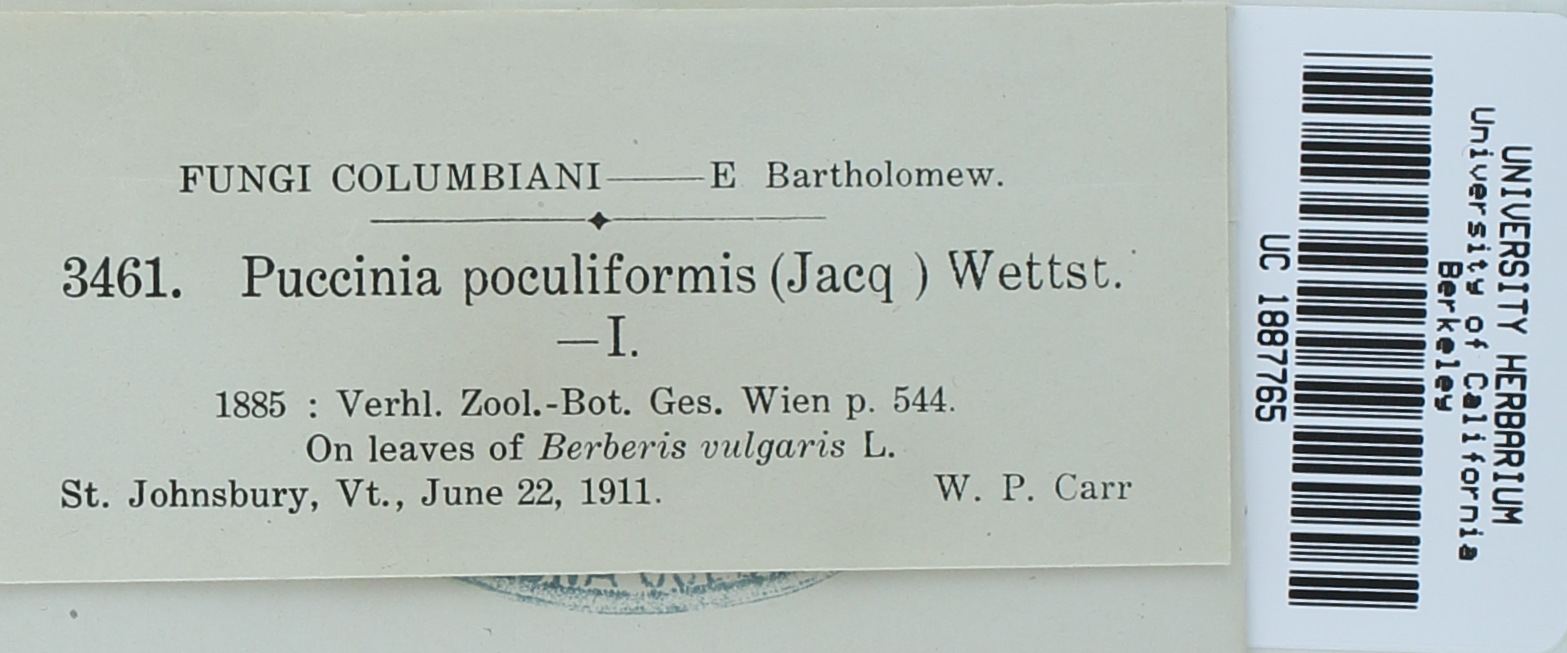 FUNGI COLUMBIANI——E Bartholomew.
3461. Puccinia poculiformis (Jacq ) Wettst.
—I.
1885 : Verhl. Zool.-Bot. Ges. Wien p. 544.
On leaves of Berberis vulgaris L.
St. Johnsbury, Vt., June 22, 1911. W. P. Carr
UNIVERSITY HERBARIUM
University of California
Berkeley
UC 1887765